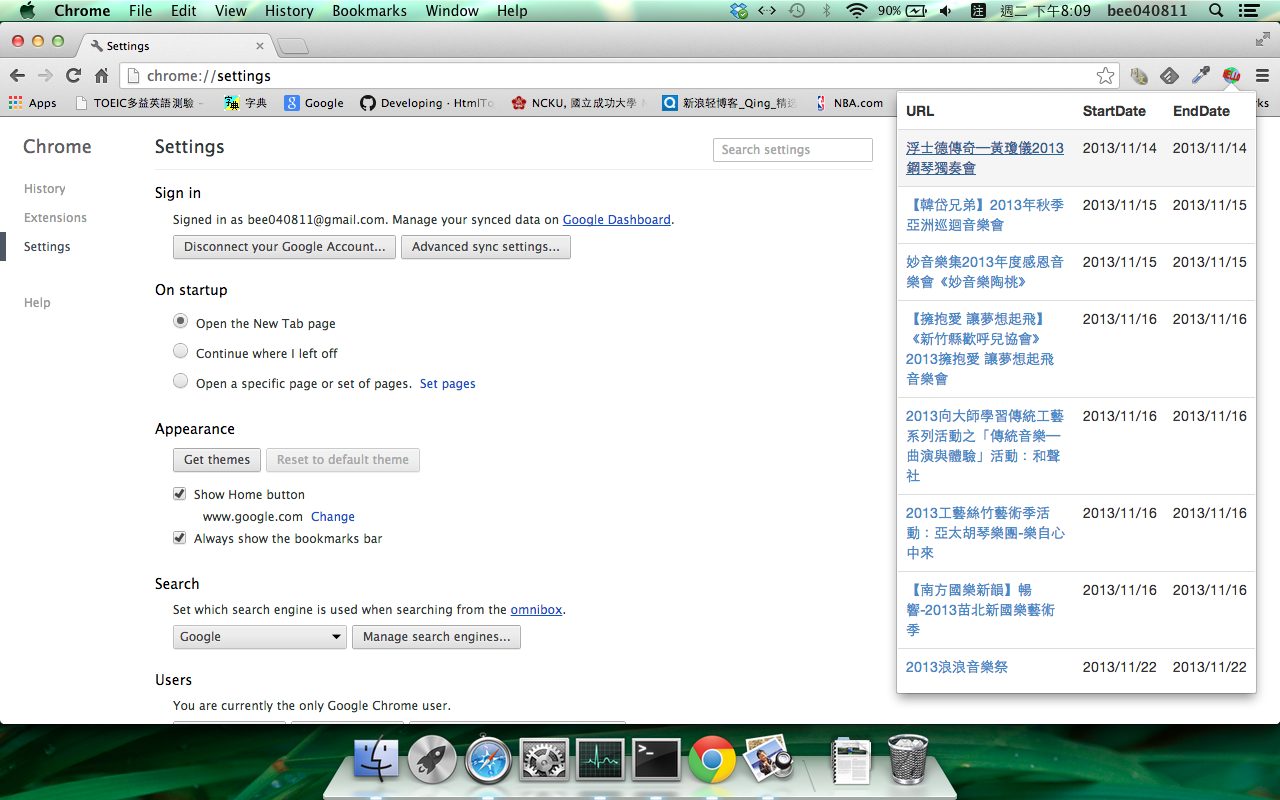 Chrome File Edit View History Bookmarks Window Help 90% 注 週二 下午8:09 bee040811
Settings
chrome://settings
Apps TOEIC多益英語測驗 – 字典 Google Developing · HtmlTo NCKU, 國立成功大學 新浪轻博客_Qing_精选 NBA.com ks
Chrome
History
Extensions
Settings
Help
Settings
Search settings
Sign in
Signed in as bee040811@gmail.com. Manage your synced data on Google Dashboard.
Disconnect your Google Account... Advanced sync settings...
On startup
Open the New Tab page
Continue where I left off
Open a specific page or set of pages. Set pages
Appearance
Get themes Reset to default theme
Show Home button
www.google.com Change
Always show the bookmarks bar
Search
Set which search engine is used when searching from the omnibox.
Google Manage search engines...
Users
You are currently the only Google Chrome user.
URL StartDate EndDate
浮士德傳奇—黃瓊儀2013 2013/11/14 2013/11/14
鋼琴獨奏會
【韓岱兄弟】2013年秋季 2013/11/15 2013/11/15
亞洲巡迴音樂會
妙音樂集2013年度感恩音 2013/11/15 2013/11/15
樂會《妙音樂陶桃》
【擁抱愛 讓夢想起飛】 2013/11/16 2013/11/16
《新竹縣歡呼兒協會》
2013擁抱愛 讓夢想起飛
音樂會
2013向大師學習傳統工藝 2013/11/16 2013/11/16
系列活動之「傳統音樂—
曲演與體驗」活動：和聲
社
2013工藝絲竹藝術季活 2013/11/16 2013/11/16
動：亞太胡琴樂團-樂自心
中來
【南方國樂新韻】暢 2013/11/16 2013/11/16
響-2013苗北新國樂藝術
季
2013浪浪音樂祭 2013/11/22 2013/11/22